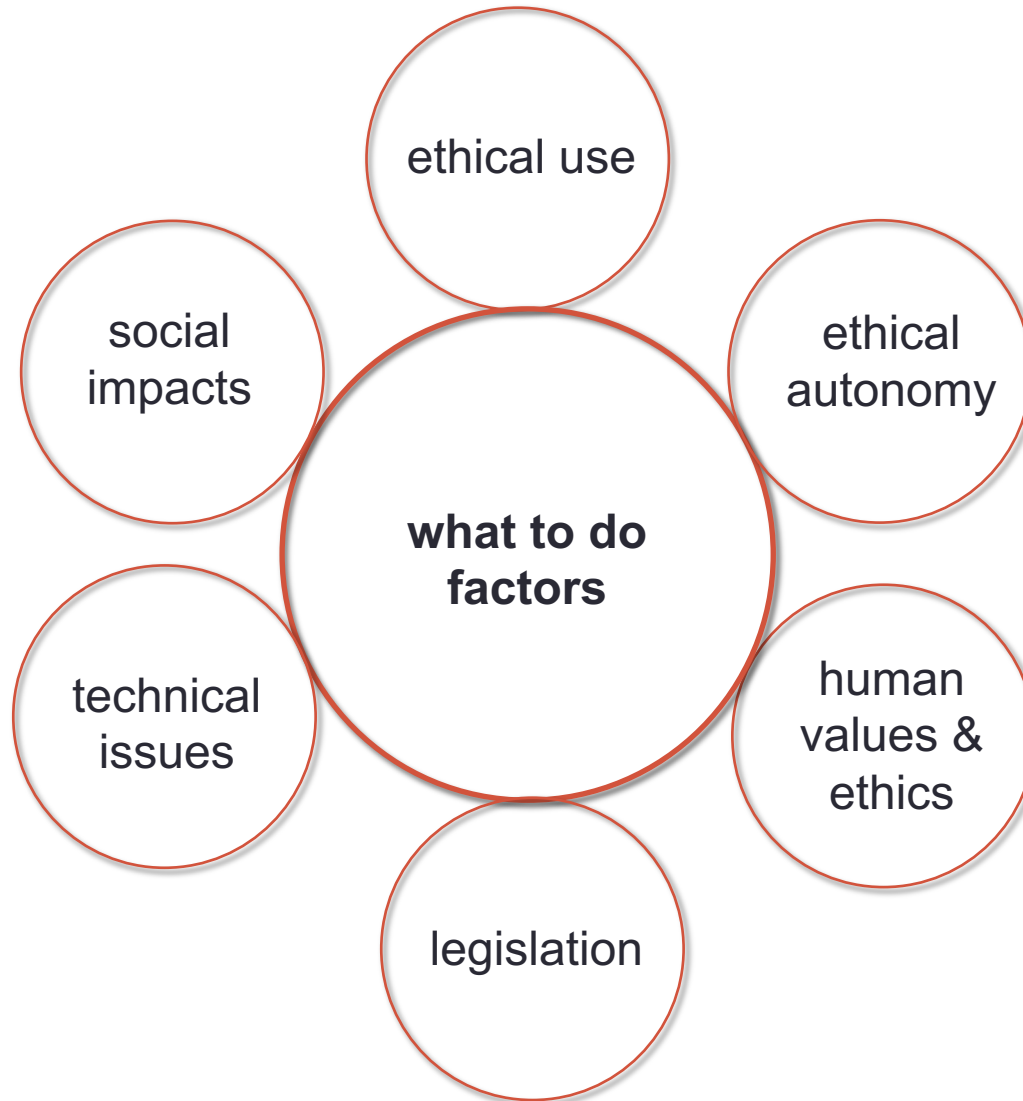 ethical use
social
impacts
ethical
autonomy
what to do
factors
technical
issues
human
values &
ethics
legislation